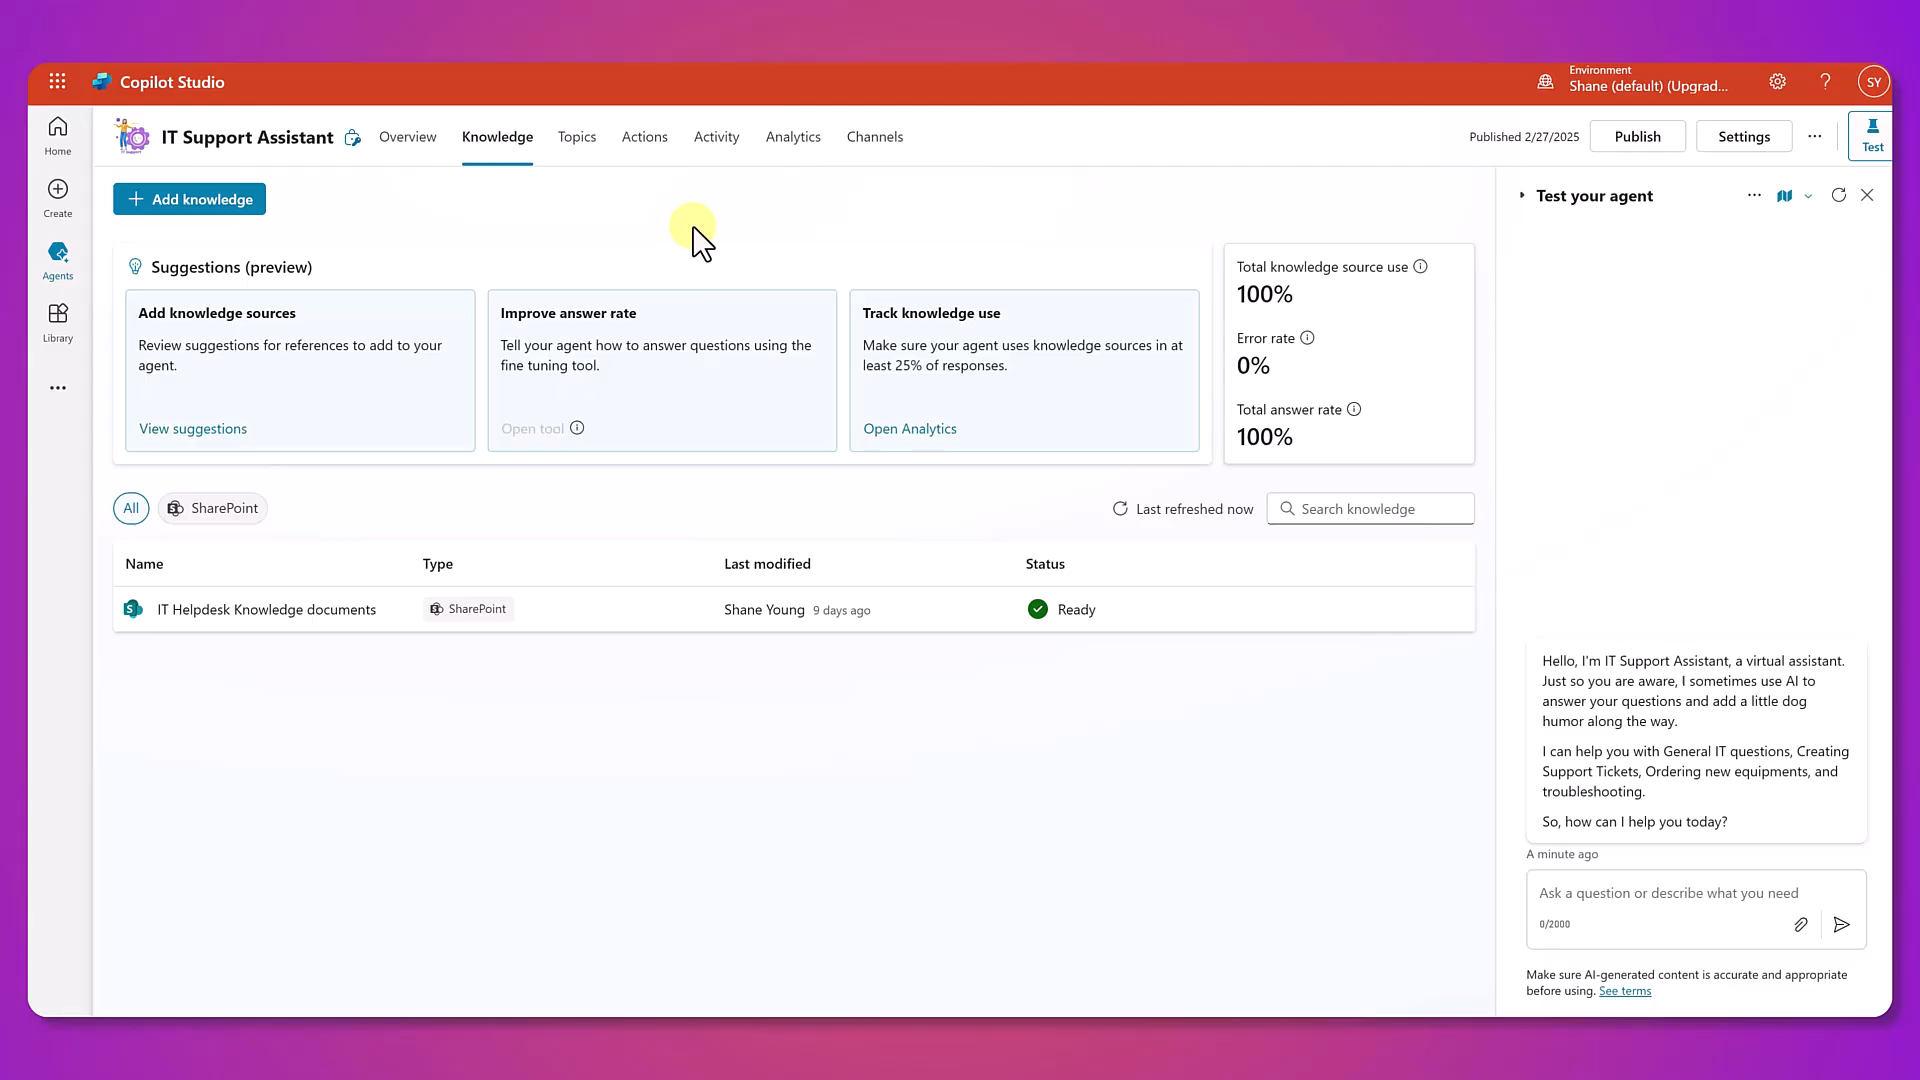 Copilot Studio
Environment
Shane (default) (Upgrad...
SY
Home
Create
Agents
Library
IT Support Assistant
Overview
Knowledge
Topics
Actions
Activity
Analytics
Channels
Published 2/27/2025
Publish
Settings
Test
Add knowledge
Suggestions (preview)
Add knowledge sources
Review suggestions for references to add to your
agent.
View suggestions
Improve answer rate
Tell your agent how to answer questions using the
fine tuning tool.
Open tool
Track knowledge use
Make sure your agent uses knowledge sources in at
least 25% of responses.
Open Analytics
Total knowledge source use
100%
Error rate
0%
Total answer rate
100%
All
SharePoint
Last refreshed now
Search knowledge
Name
Type
Last modified
Status
IT Helpdesk Knowledge documents
SharePoint
Shane Young 9 days ago
Ready
Test your agent
Hello, I'm IT Support Assistant, a virtual assistant.
Just so you are aware, I sometimes use AI to
answer your questions and add a little dog
humor along the way.
I can help you with General IT questions, Creating
Support Tickets, Ordering new equipments, and
troubleshooting.
So, how can I help you today?
A minute ago
Ask a question or describe what you need
0/2000
Make sure AI-generated content is accurate and appropriate
before using. See terms